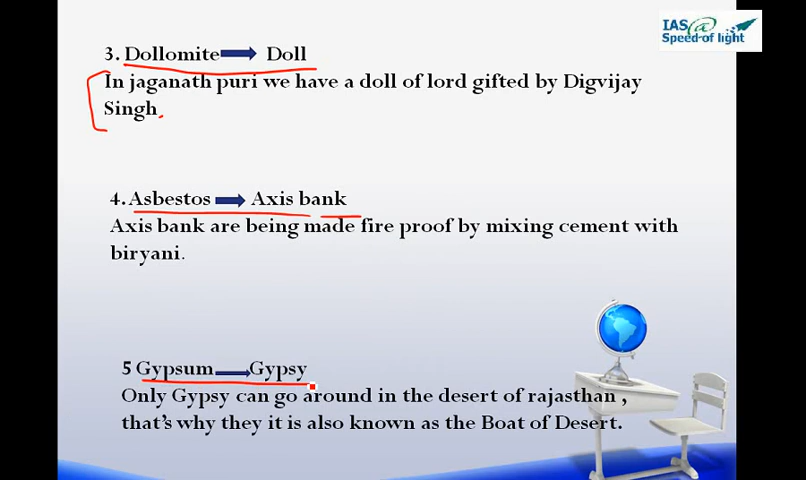 IAS@
Speed of light
3. Dollomite Doll
In jaganath puri we have a doll of lord gifted by Digvijay
Singh.
4. Asbestos Axis bank
Axis bank are being made fire proof by mixing cement with
biryani.
5 Gypsum Gypsy
Only Gypsy can go around in the desert of rajasthan ,
that's why they it is also known as the Boat of Desert.